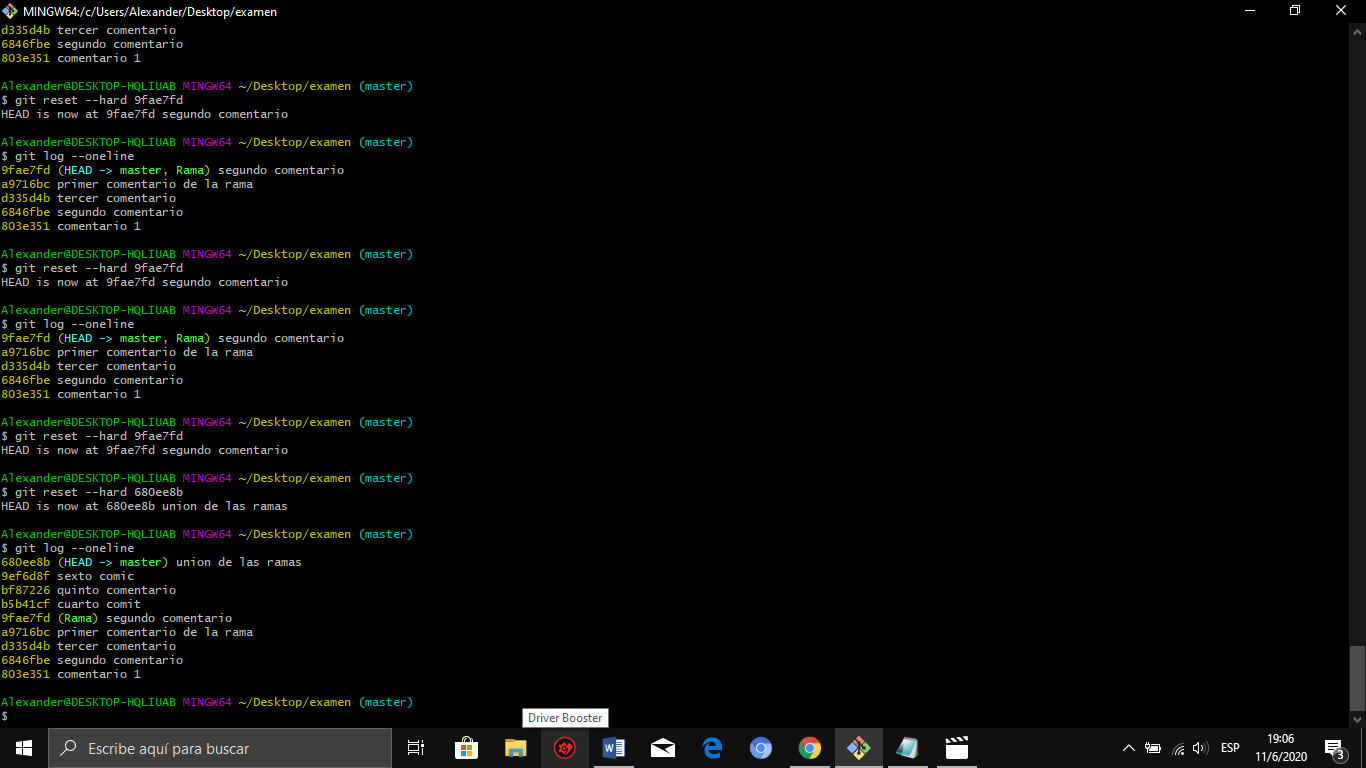 MINGW64:/c/Users/Alexander/Desktop/examen
d335d4b tercer comentario
6846fbe segundo comentario
803e351 comentario 1
Alexander@DESKTOP-HQLIUAB MINGW64 ~/Desktop/examen (master)
$ git reset --hard 9fae7fd
HEAD is now at 9fae7fd segundo comentario
Alexander@DESKTOP-HQLIUAB MINGW64 ~/Desktop/examen (master)
$ git log --oneline
9fae7fd (HEAD -> master, Rama) segundo comentario
a9716bc primer comentario de la rama
d335d4b tercer comentario
6846fbe segundo comentario
803e351 comentario 1
Alexander@DESKTOP-HQLIUAB MINGW64 ~/Desktop/examen (master)
$ git reset --hard 9fae7fd
HEAD is now at 9fae7fd segundo comentario
Alexander@DESKTOP-HQLIUAB MINGW64 ~/Desktop/examen (master)
$ git log --oneline
9fae7fd (HEAD -> master, Rama) segundo comentario
a9716bc primer comentario de la rama
d335d4b tercer comentario
6846fbe segundo comentario
803e351 comentario 1
Alexander@DESKTOP-HQLIUAB MINGW64 ~/Desktop/examen (master)
$ git reset --hard 9fae7fd
HEAD is now at 9fae7fd segundo comentario
Alexander@DESKTOP-HQLIUAB MINGW64 ~/Desktop/examen (master)
$ git reset --hard 680ee8b
HEAD is now at 680ee8b union de las ramas
Alexander@DESKTOP-HQLIUAB MINGW64 ~/Desktop/examen (master)
$ git log --oneline
680ee8b (HEAD -> master) union de las ramas
9ef6d8f sexto comic
bf87226 quinto comentario
b5b41cf cuarto comit
9fae7fd (Rama) segundo comentario
a9716bc primer comentario de la rama
d335d4b tercer comentario
6846fbe segundo comentario
803e351 comentario 1
Alexander@DESKTOP-HQLIUAB MINGW64 ~/Desktop/examen (master)
$
Driver Booster
Escribe aquí para buscar
ESP
19:06
11/6/2020
3